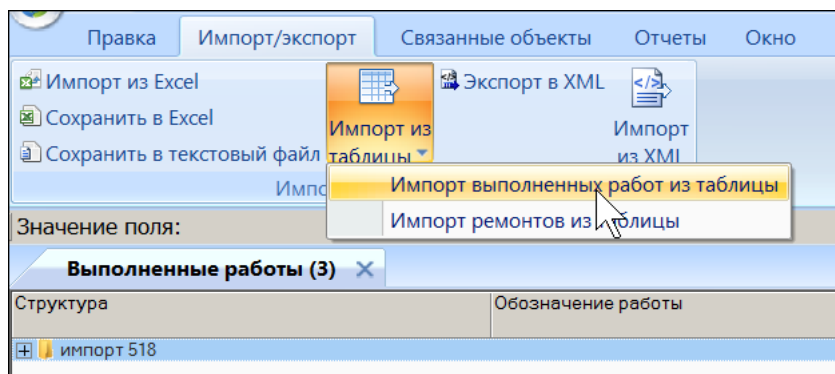 Правка Импорт/экспорт Связанные объекты Отчеты Окно
Импорт из Excel
Сохранить в Excel
Сохранить в текстовый файл
Импорт из
таблицы
Экспорт в XML
Импорт
из XML
Импорт выполненных работ из таблицы
Импорт ремонтов из таблицы
Значение поля:
Выполненные работы (3)
Структура Обозначение работы
импорт 518